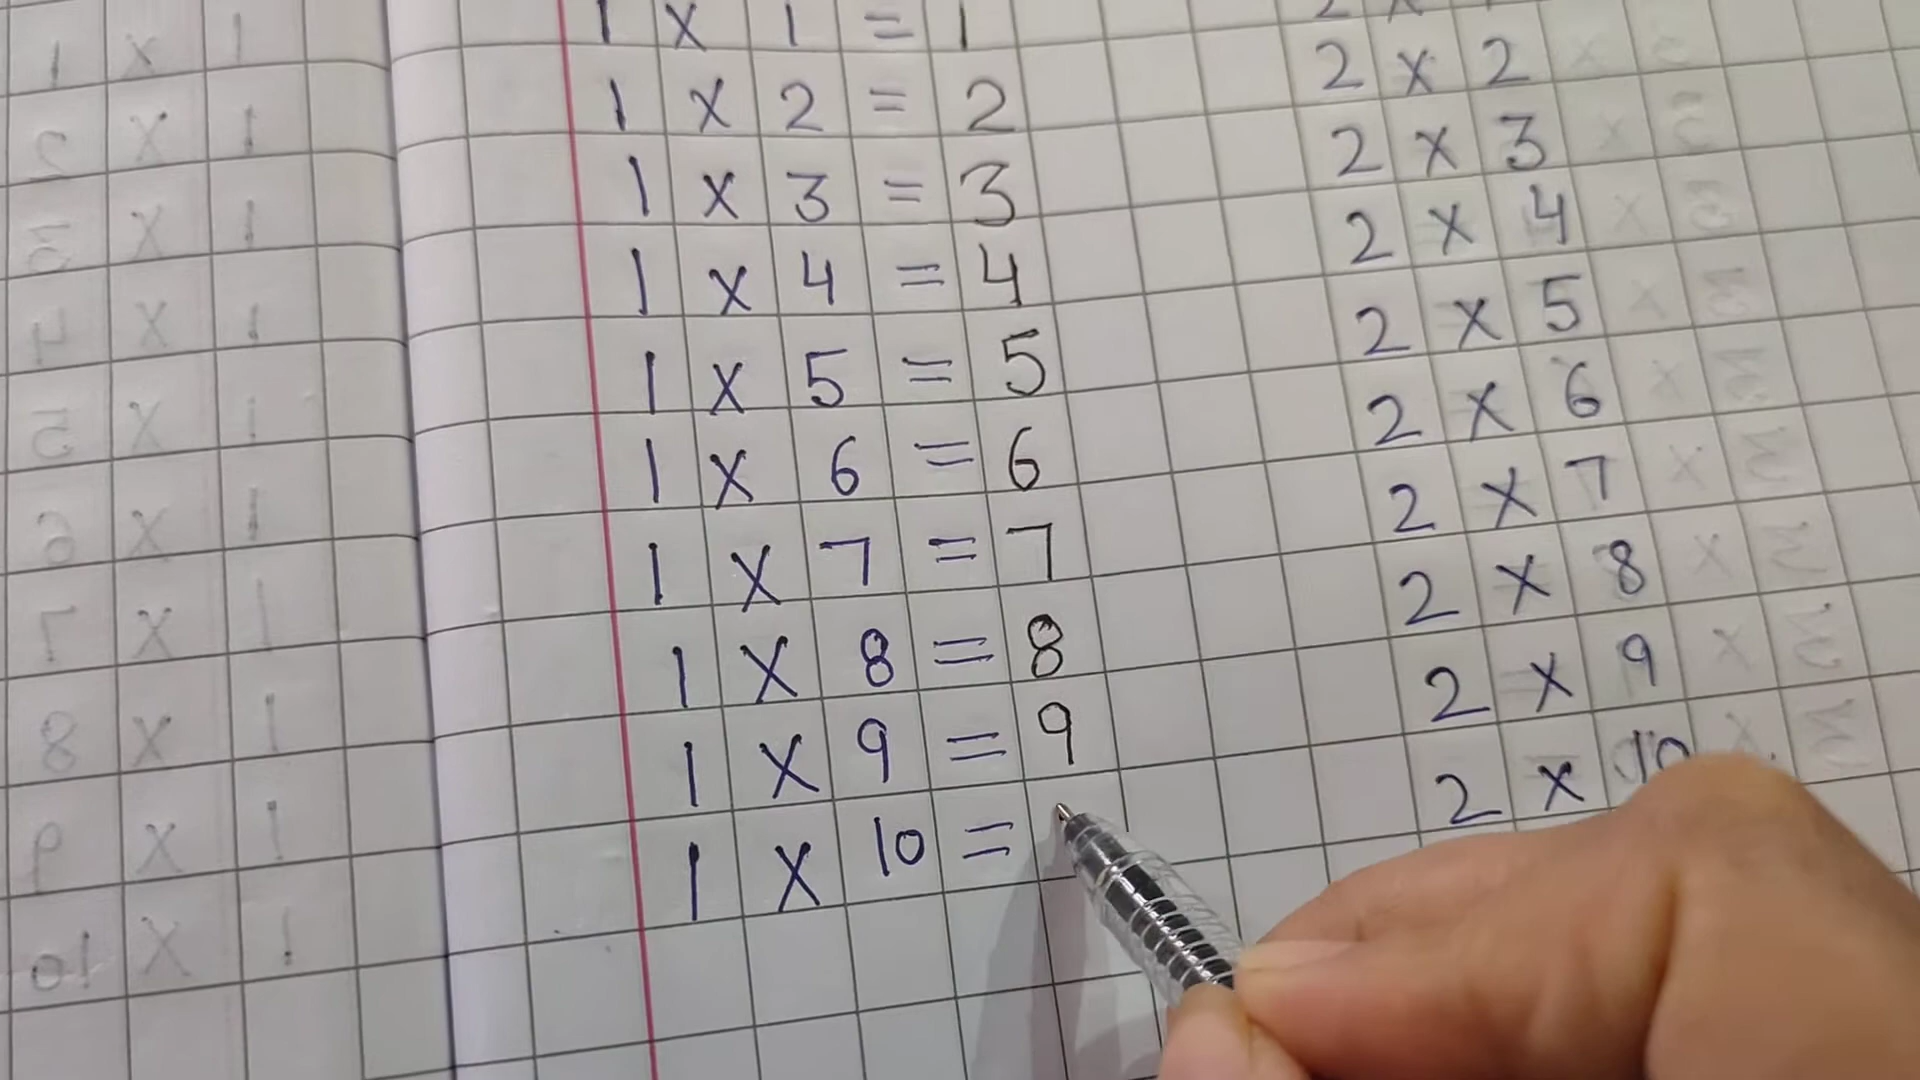 1 x 1 = 1
1 x 2 = 2
1 x 3 = 3
1 x 4 = 4
1 x 5 = 5
1 x 6 = 6
1 x 7 = 7
1 x 8 = 8
1 x 9 = 9
1 x 10 =
2 x
2 x 2
2 x 3
2 x 4
2 x 5
2 x 6
2 x 7
2 x 8
2 x 9
2 x 10